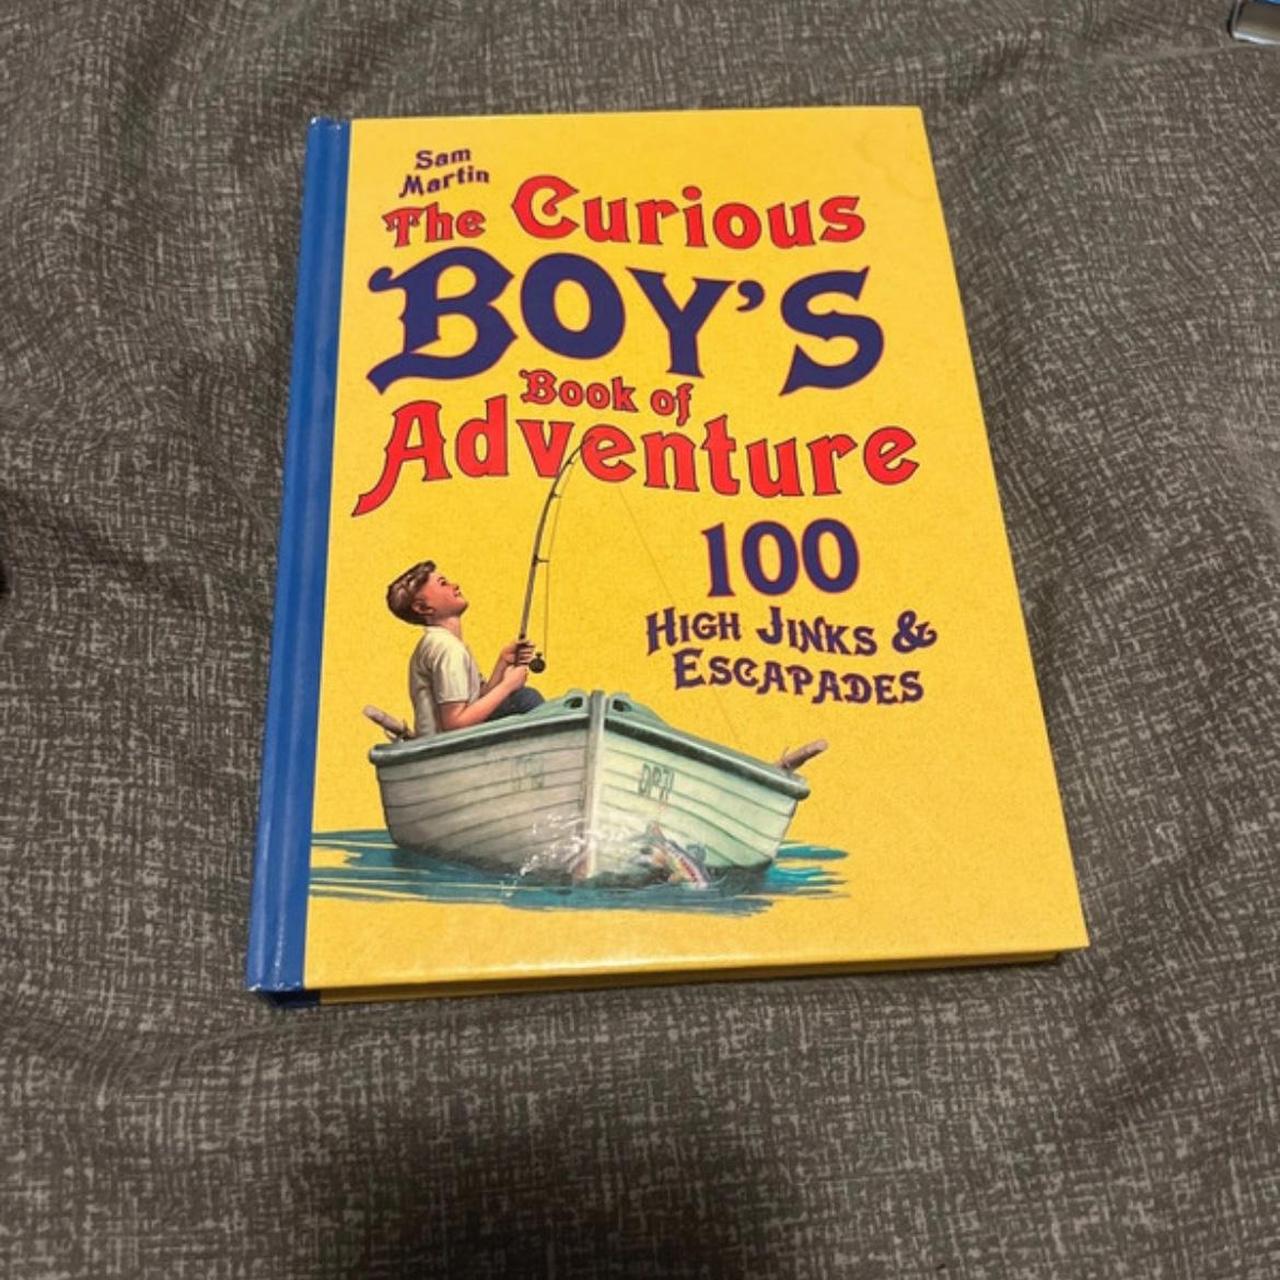 Sam
Martin
The Curious
BOY'S
Book of
Adventure
100
HIGH JINKS &
ESCAPADES